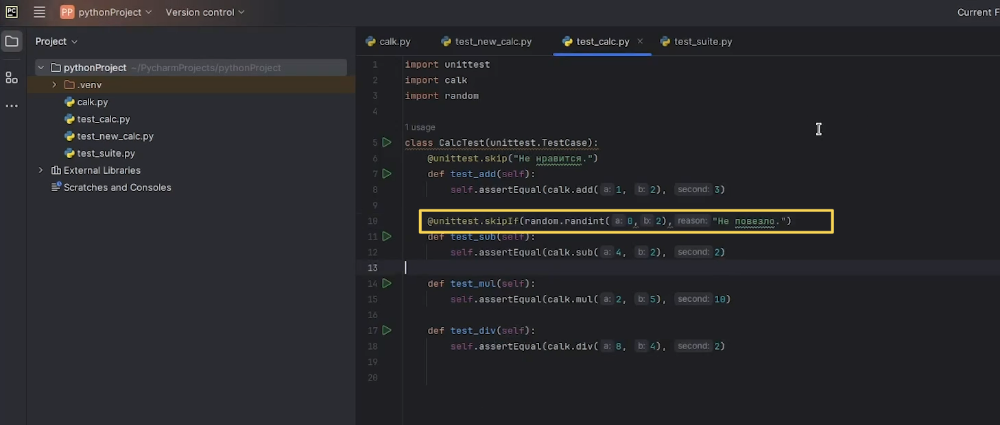 PC
PP pythonProject Version control Current F
Project
calk.py test_new_calc.py test_calc.py test_suite.py
pythonProject ~/PycharmProjects/pythonProject
.venv
calk.py
test_calc.py
test_new_calc.py
test_suite.py
External Libraries
Scratches and Consoles
1 import unittest
2 import calk
3 import random
4
1 usage
5 class CalcTest(unittest.TestCase):
6 @unittest.skip("Не нравится.")
7 def test_add(self):
8 self.assertEqual(calk.add( a: 1, b: 2), second: 3)
9
10 @unittest.skipIf(random.randint( a: 0, b: 2), reason: "Не повезло.")
11 def test_sub(self):
12 self.assertEqual(calk.sub( a: 4, b: 2), second: 2)
13
14 def test_mul(self):
15 self.assertEqual(calk.mul( a: 2, b: 5), second: 10)
16
17 def test_div(self):
18 self.assertEqual(calk.div( a: 8, b: 4), second: 2)
19
20